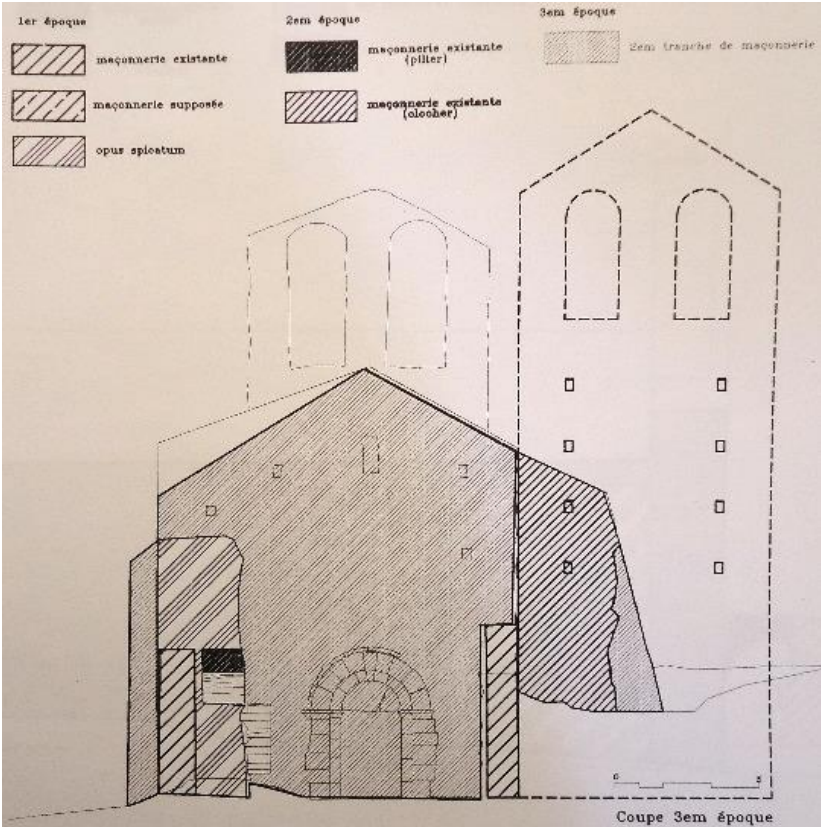 1er époque
maçonnerie existante
maçonnerie supposée
opus spicatum
2em époque
maçonnerie existante
(pilier)
maçonnerie existante
(clocher)
3em époque
2em tranche de maçonnerie
0 5
Coupe 3em époque